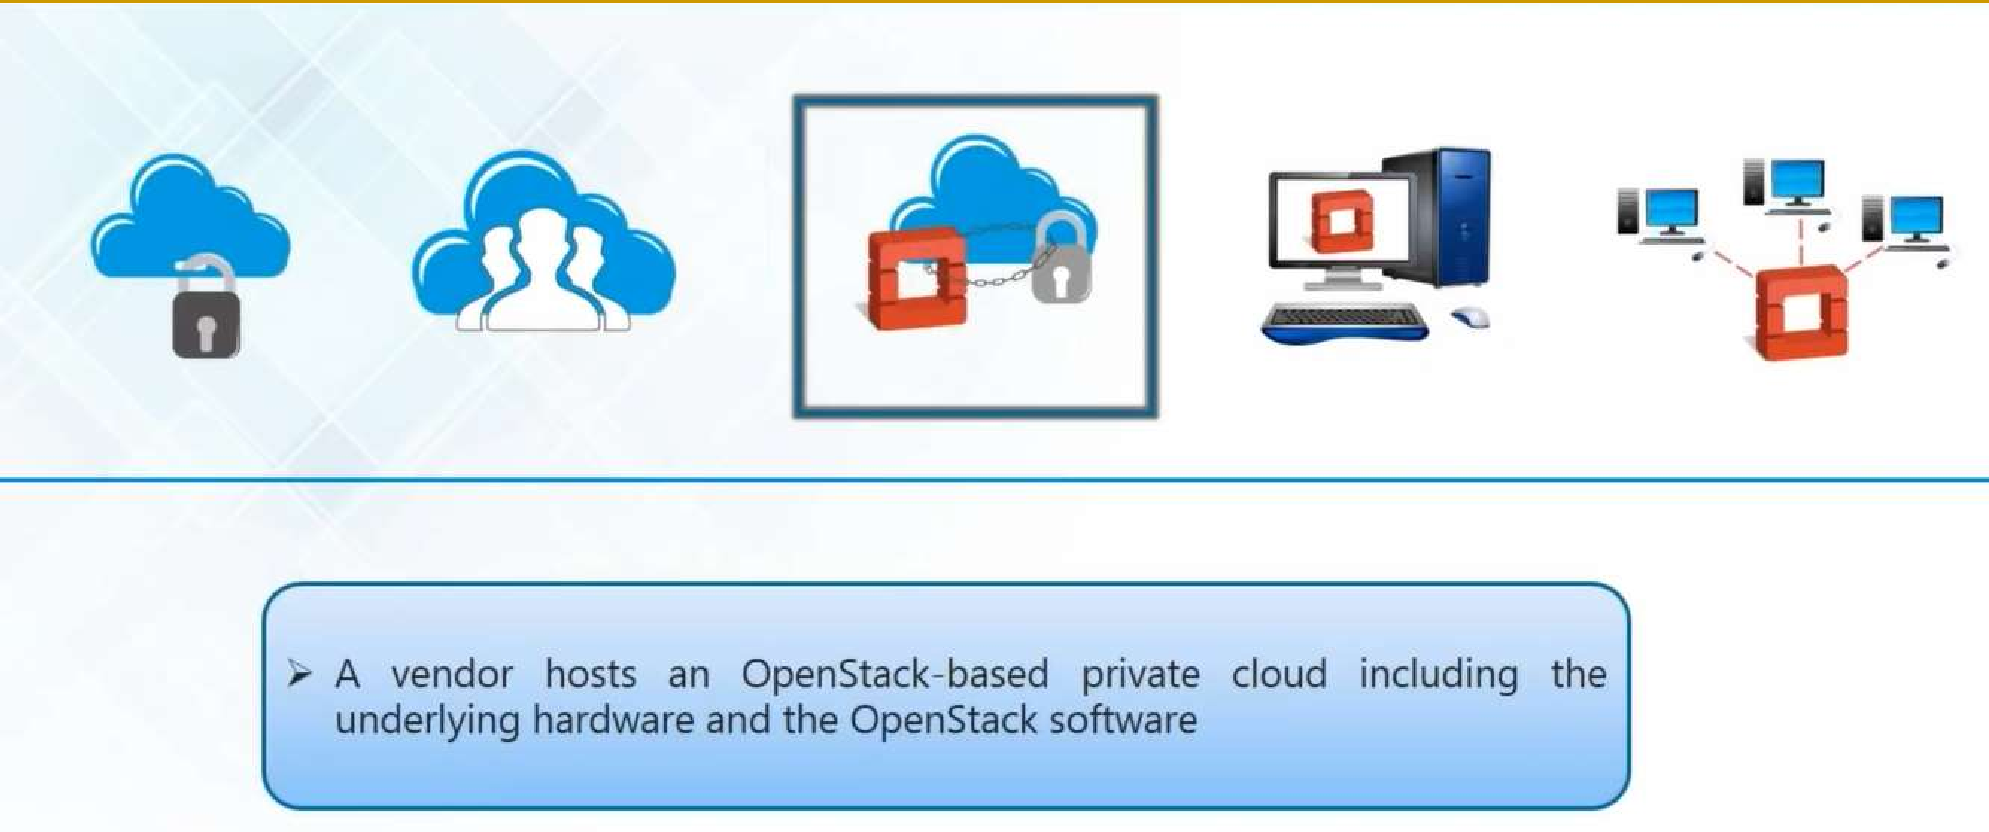 ➢ A vendor hosts an OpenStack-based private cloud including the
underlying hardware and the OpenStack software